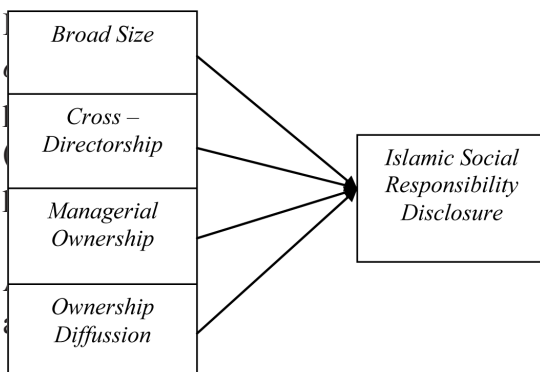 Broad Size
Cross –
Directorship
Managerial
Ownership
Ownership
Diffussion
Islamic Social
Responsibility
Disclosure